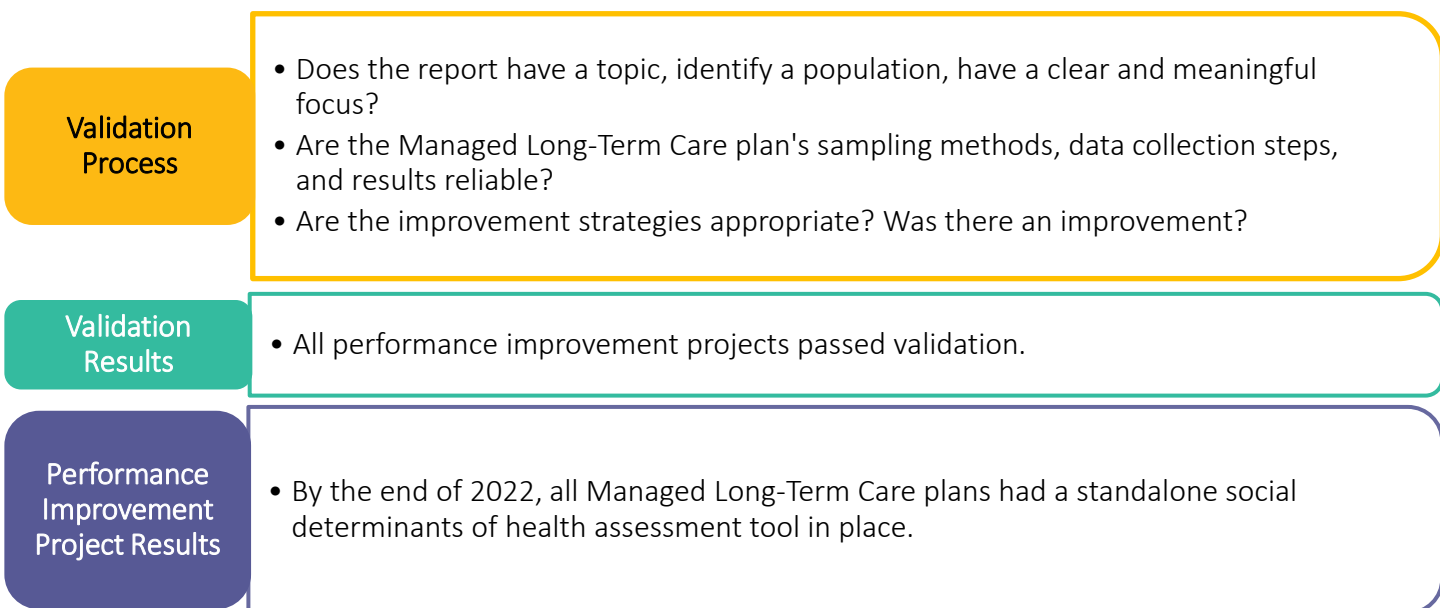 Validation
Process
• Does the report have a topic, identify a population, have a clear and meaningful
focus?
• Are the Managed Long-Term Care plan's sampling methods, data collection steps,
and results reliable?
• Are the improvement strategies appropriate? Was there an improvement?
Validation
Results
• All performance improvement projects passed validation.
Performance
Improvement
Project Results
• By the end of 2022, all Managed Long-Term Care plans had a standalone social
determinants of health assessment tool in place.